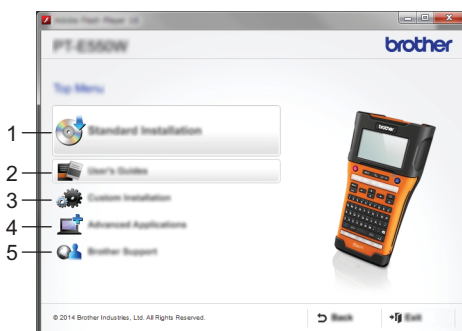 Adobe Flash Player 10
PT-E550W
brother
Top Menu
1
Standard Installation
2
User's Guides
3
Custom Installation
4
Advanced Applications
5
Brother Support
brother
© 2014 Brother Industries, Ltd. All Rights Reserved.
Back
Exit